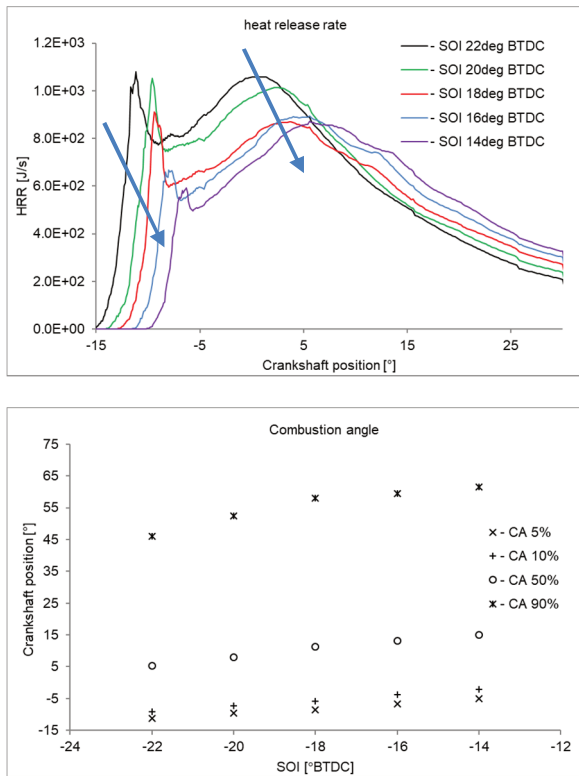 heat release rate
1.2E+03
1.0E+03
8.0E+02
6.0E+02
4.0E+02
2.0E+02
0.0E+00
HRR [J/s]
- SOI 22deg BTDC
- SOI 20deg BTDC
- SOI 18deg BTDC
- SOI 16deg BTDC
- SOI 14deg BTDC
-15 -5 5 15 25
Crankshaft position [°]
Combustion angle
75
65
55
45
35
25
15
5
-5
-15
Crankshaft position [°]
- CA 5%
- CA 10%
- CA 50%
- CA 90%
-24 -22 -20 -18 -16 -14 -12
SOI [°BTDC]